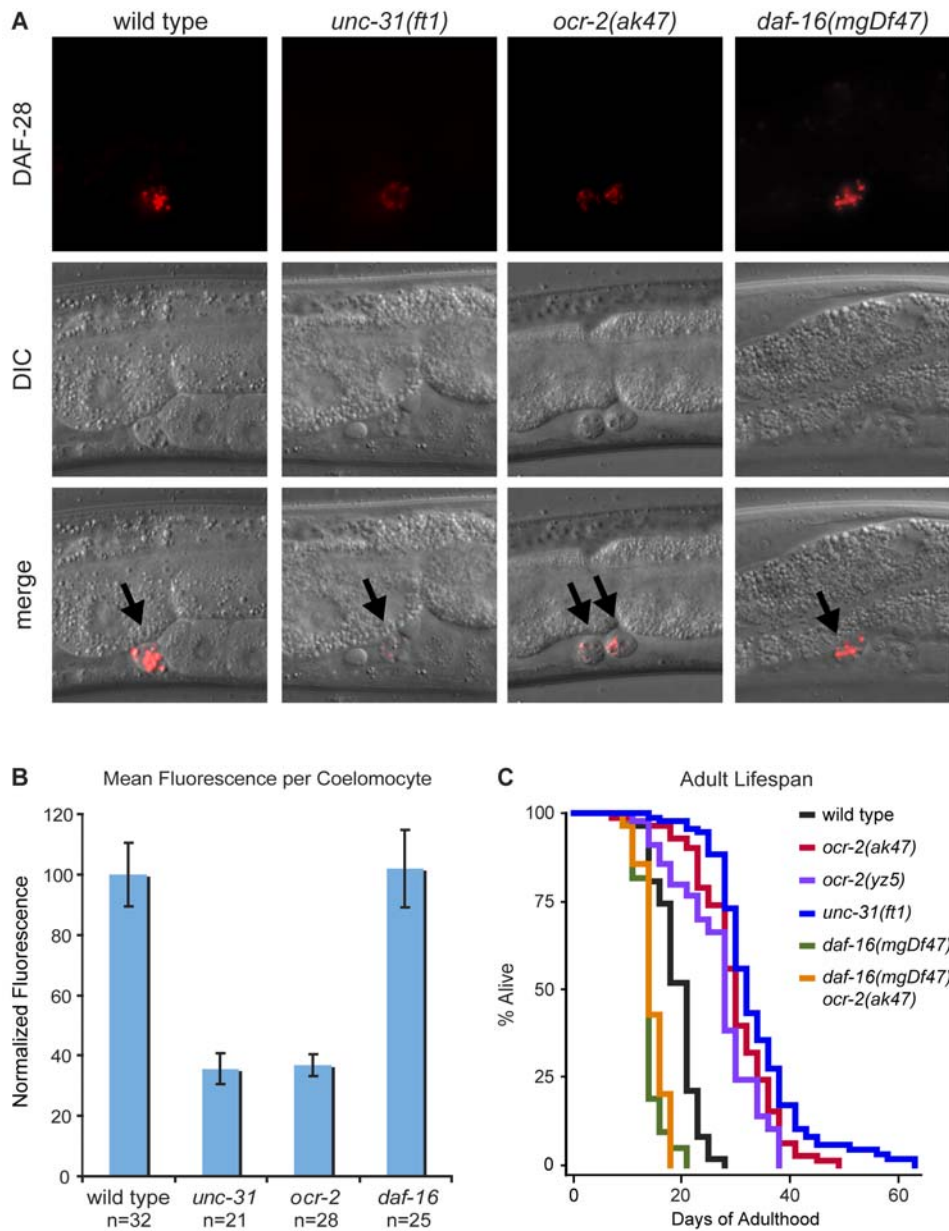 A
wild type
unc-31(ft1)
ocr-2(ak47)
daf-16(mgDf47)
DAF-28
DIC
merge
B
Mean Fluorescence per Coelomocyte
Normalized Fluorescence
120
100
80
60
40
20
0
wild type
n=32
unc-31
n=21
ocr-2
n=28
daf-16
n=25
C
Adult Lifespan
% Alive
100
75
50
25
0
0
20
40
60
Days of Adulthood
wild type
ocr-2(ak47)
ocr-2(yz5)
unc-31(ft1)
daf-16(mgDf47)
daf-16(mgDf47)
ocr-2(ak47)